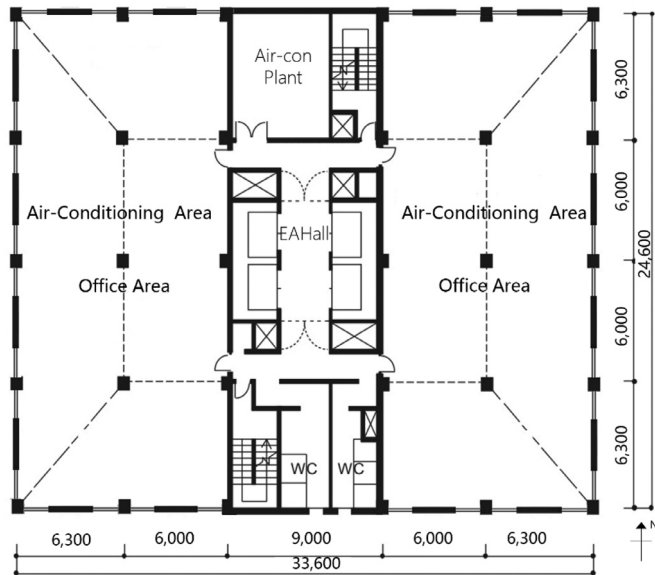 Air-con
Plant
N
6,300
Air-Conditioning Area
Air-Conditioning Area
6,000
EAHall
24,600
Office Area
Office Area
6,000
6,300
N
WC
WC
N
6,300
6,000
9,000
6,000
6,300
33,600